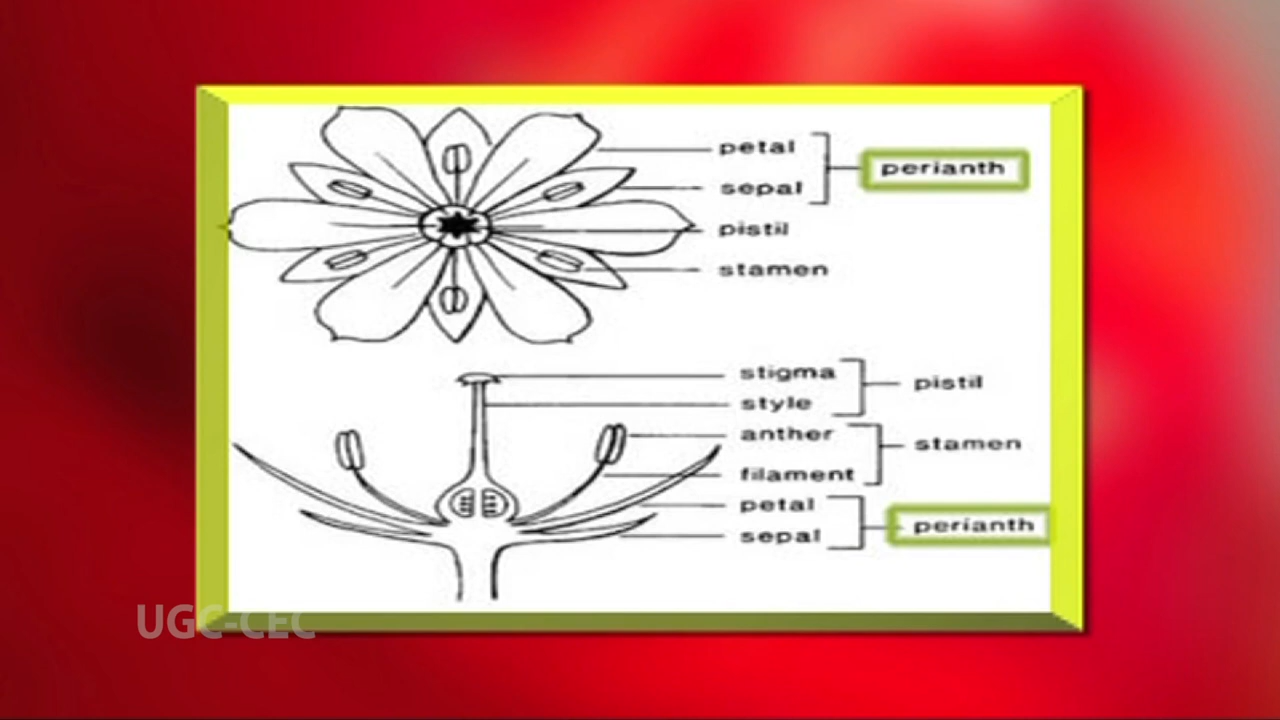 petal
perianth
sepal
pistil
stamen
stigma
pistil
style
anther
stamen
filament
petal
perianth
sepal
UGC-CEC